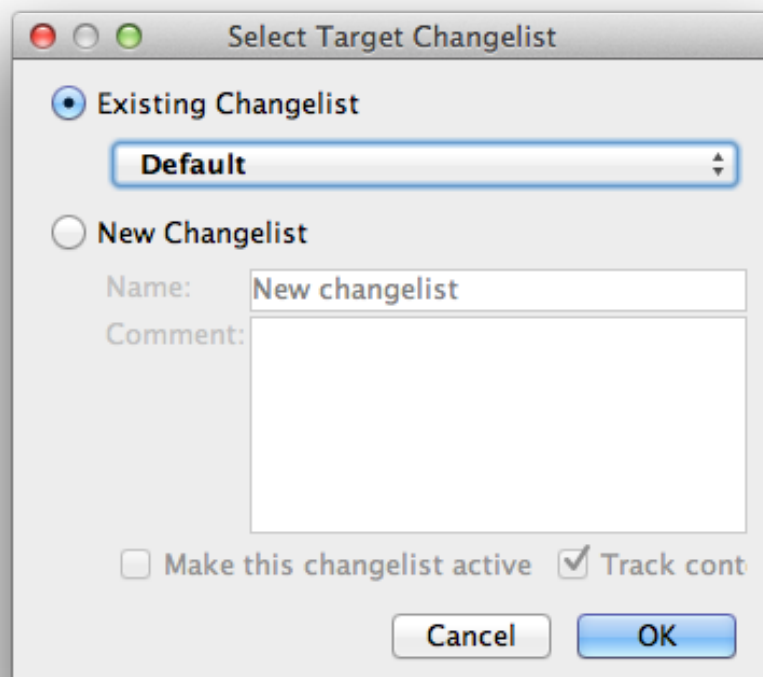 Select Target Changelist
Existing Changelist
Default
New Changelist
Name: New changelist
Comment:
Make this changelist active Track cont
Cancel OK